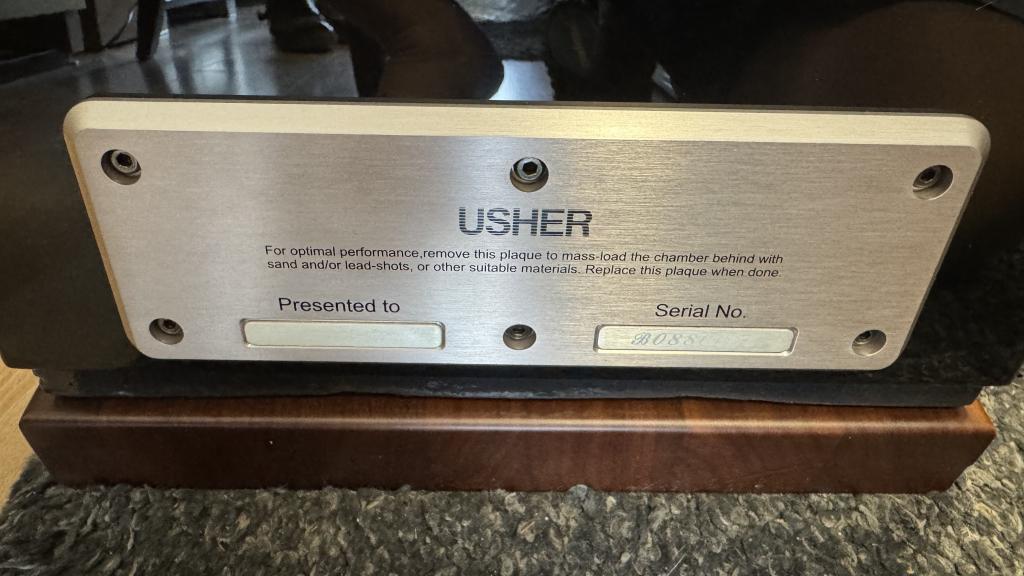 USHER
For optimal performance,remove this plaque to mass-load the chamber behind with
sand and/or lead-shots, or other suitable materials. Replace this plaque when done.
Presented to
Serial No.